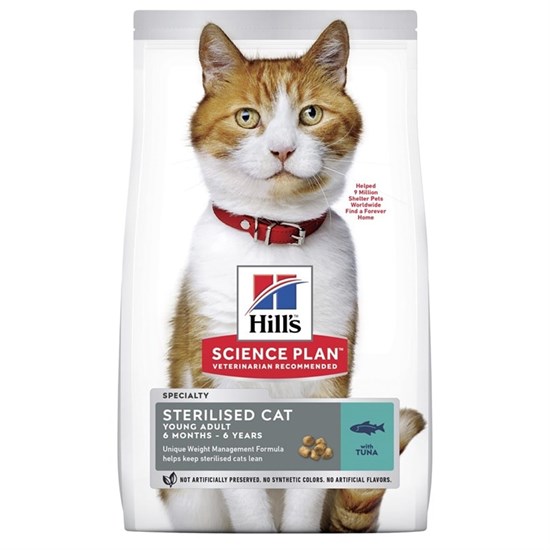 Helped
9 Million
Shelter Pets
Worldwide
Find a Forever
Home
Hill's
SCIENCE PLAN™
VETERINARIAN RECOMMENDED
SPECIALTY
STERILISED CAT
YOUNG ADULT
6 MONTHS - 6 YEARS
Unique Weight Management Formula
helps keep sterilised cats lean
with
TUNA
NOT ARTIFICIALLY PRESERVED. NO SYNTHETIC COLORS. NO ARTIFICIAL FLAVORS.